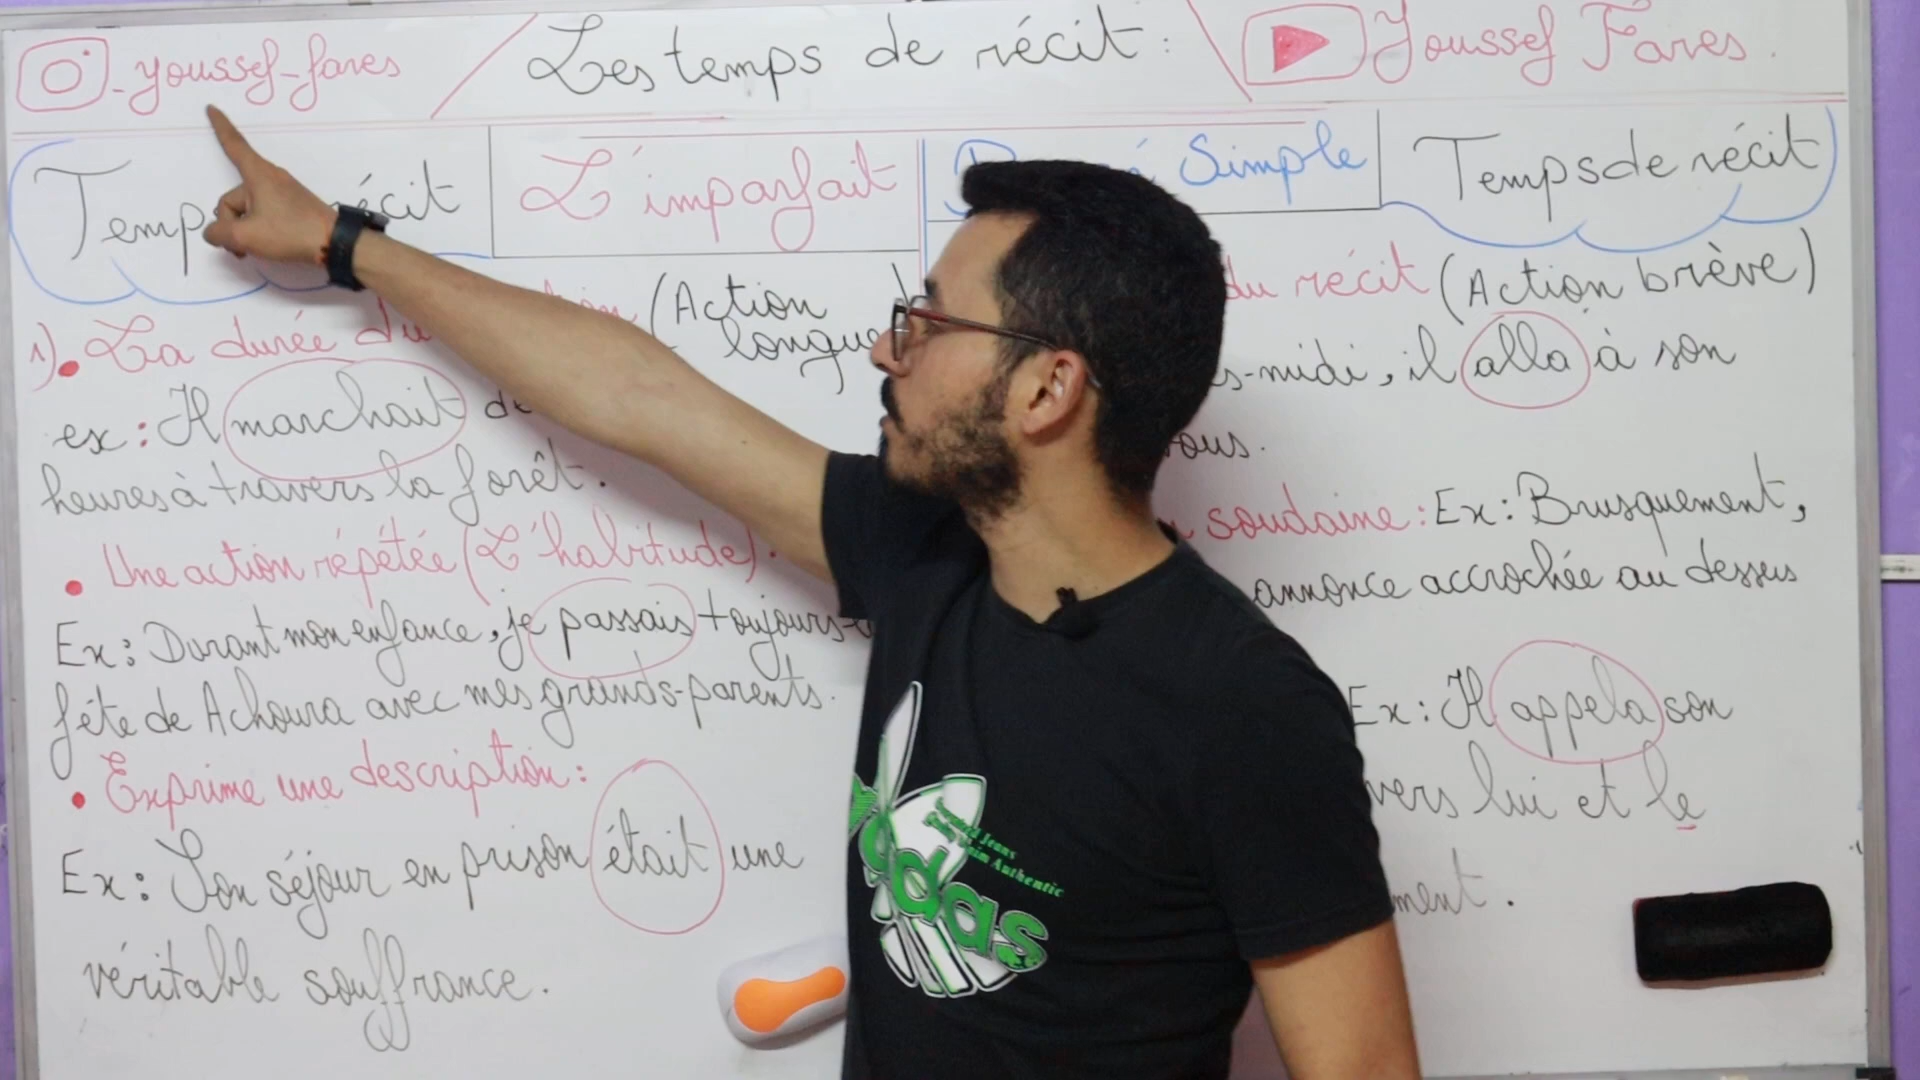 _youssef_fares
Les temps de récit :
Youssef Fares.
Temps récit
L'imparfait
Simple
Temps de récit
1). La durée du (Action
longue
ex : Il marchait
heures à travers la forêt.
• Une action répétée (L'habitude).
Ex : Durant mon enfance, je passais toujours
fête de Achoura avec mes grands-parents.
• Exprime une description :
Ex : Son séjour en prison était une
véritable souffrance.
du récit (Action brève)
-midi, il alla à son
soudaine : Ex : Brusquement,
annonce accrochée au dessus
Ex : Il appela son
vers lui et le
Jeans
Authentic
adidas